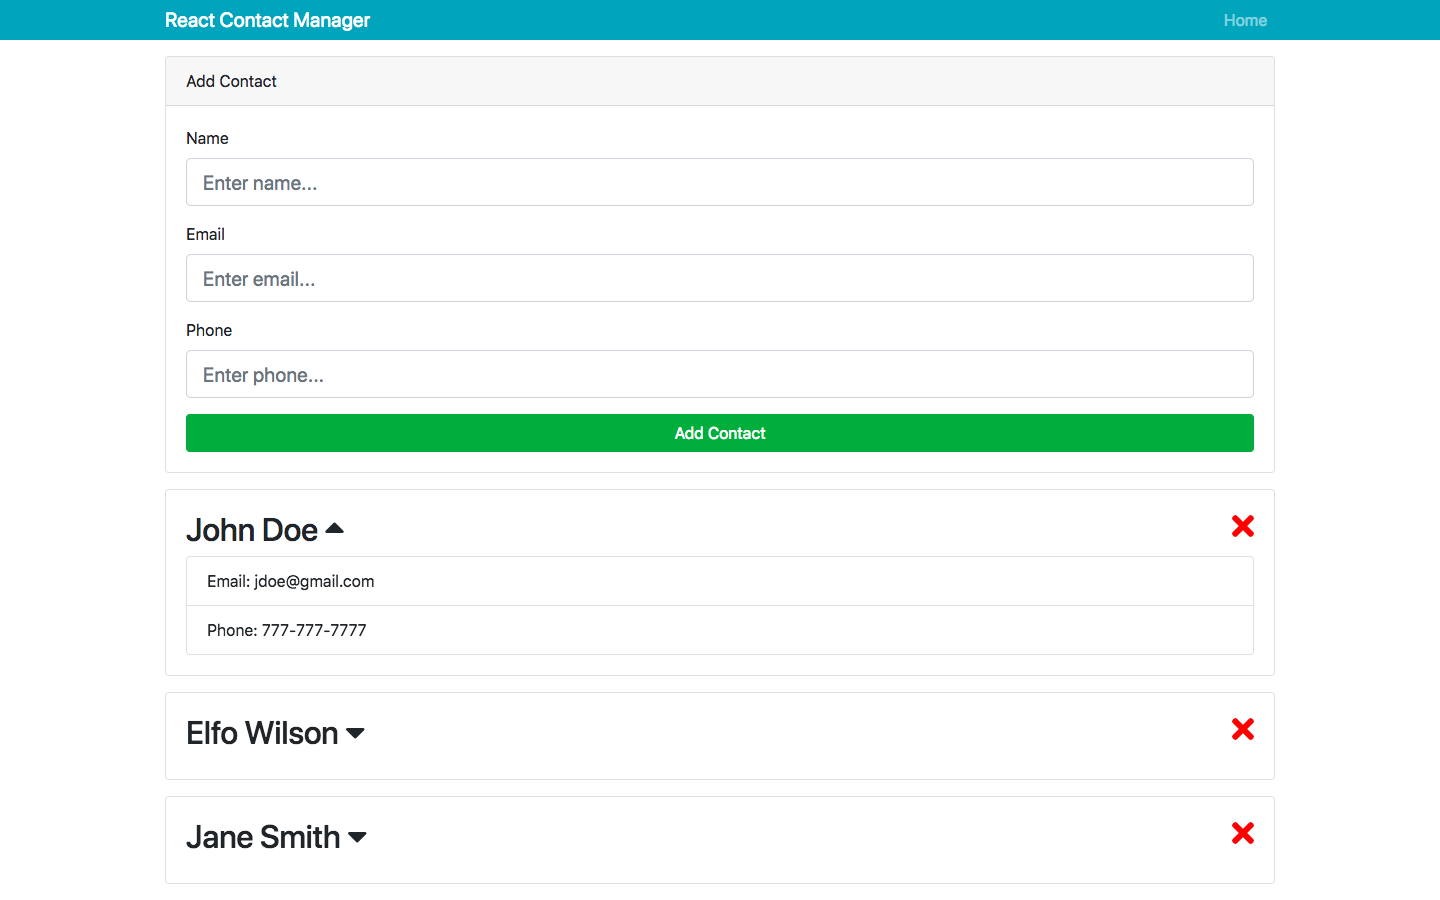 React Contact Manager
Home
Add Contact
Name
Enter name...
Email
Enter email...
Phone
Enter phone...
Add Contact
John Doe
Email: jdoe@gmail.com
Phone: 777-777-7777
Elfo Wilson
Jane Smith